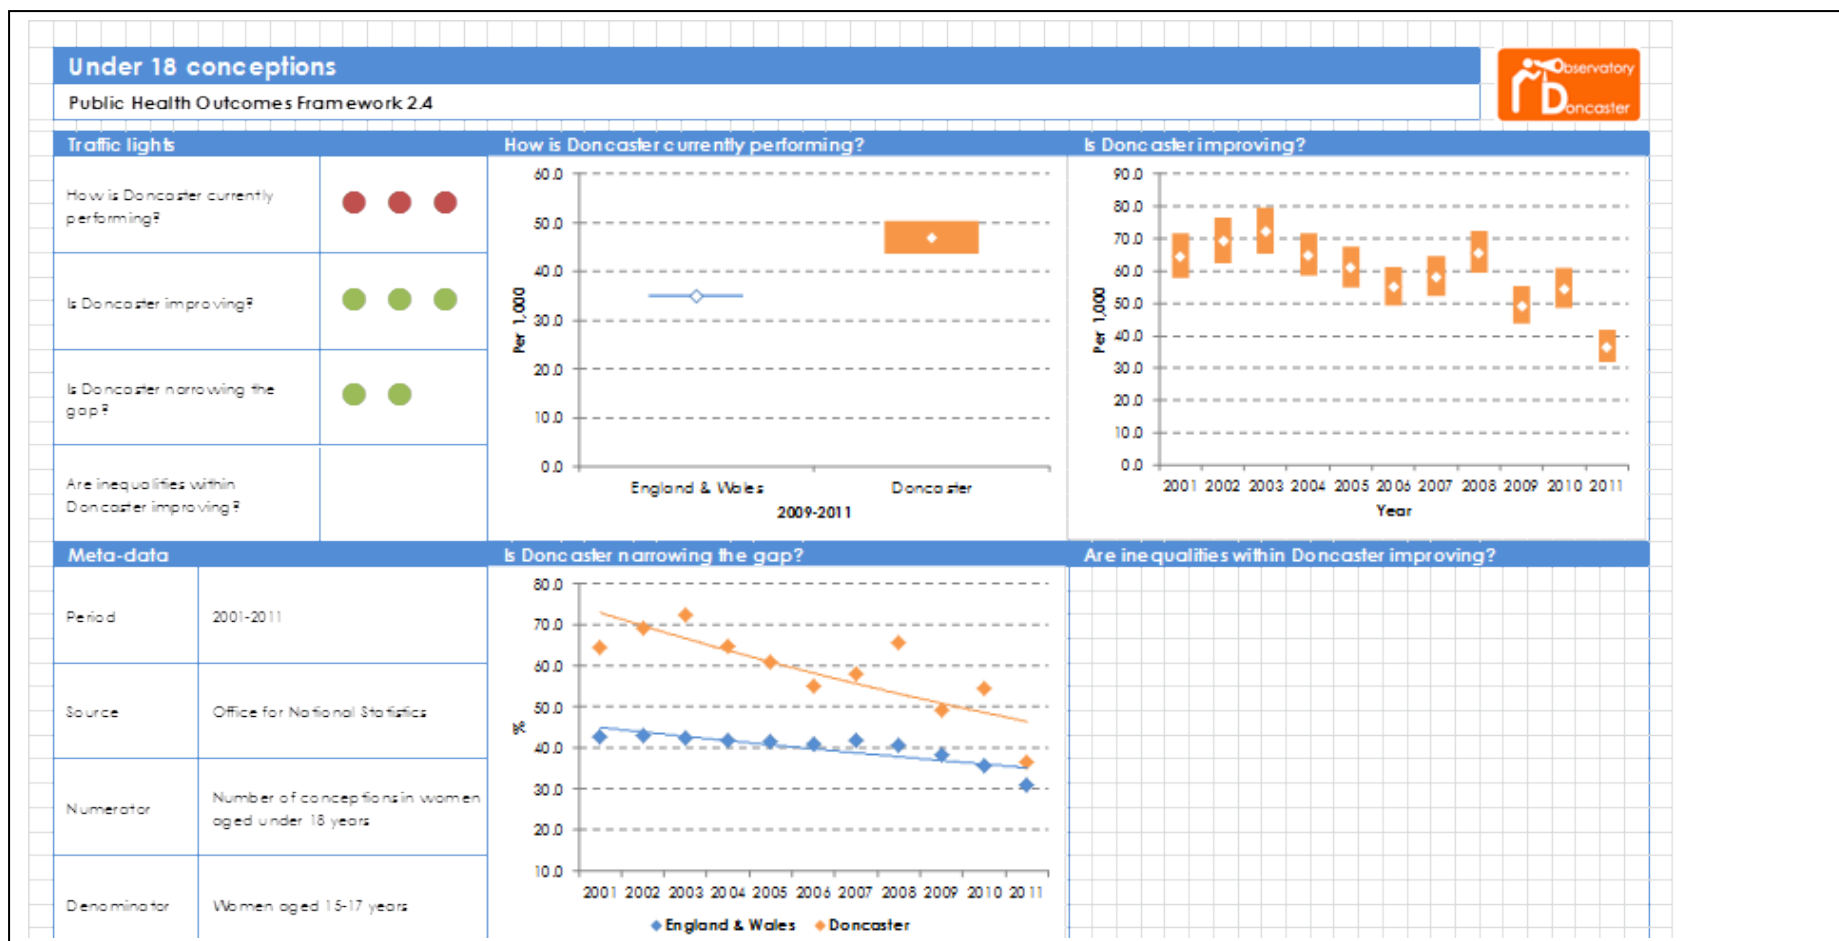 Under 18 conceptions
Public Health Outcomes Framework 2.4
Observatory
Doncaster
Traffic lights
How is Doncaster currently
performing?
Is Doncaster improving?
Is Doncaster narrowing the
gap?
Are inequalities within
Doncaster improving?
How is Doncaster currently performing?
60.0
50.0
40.0
30.0
20.0
10.0
0.0
Per 1,000
England & Wales Doncaster
2009-2011
Is Doncaster improving?
90.0
80.0
70.0
60.0
50.0
40.0
30.0
20.0
10.0
0.0
Per 1,000
2001 2002 2003 2004 2005 2006 2007 2008 2009 2010 2011
Year
Meta-data
Period 2001-2011
Source Office for National Statistics
Numerator Number of conceptions in women
aged under 18 years
Denominator Women aged 15-17 years
Is Doncaster narrowing the gap?
80.0
70.0
60.0
50.0
40.0
30.0
20.0
10.0
%
2001 2002 2003 2004 2005 2006 2007 2008 2009 2010 2011
England & Wales Doncaster
Are inequalities within Doncaster improving?